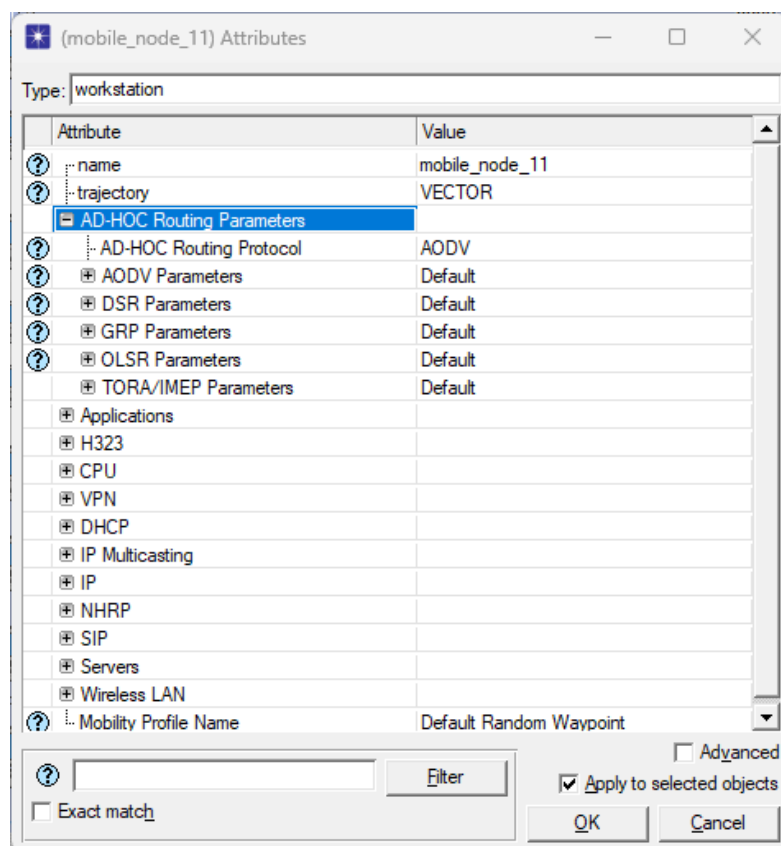 (mobile_node_11) Attributes
Type: workstation
Attribute Value
name mobile_node_11
trajectory VECTOR
AD-HOC Routing Parameters
AD-HOC Routing Protocol AODV
AODV Parameters Default
DSR Parameters Default
GRP Parameters Default
OLSR Parameters Default
TORA/IMEP Parameters Default
Applications
H323
CPU
VPN
DHCP
IP Multicasting
IP
NHRP
SIP
Servers
Wireless LAN
Mobility Profile Name Default Random Waypoint
Advanced
Filter Apply to selected objects
Exact match
OK Cancel